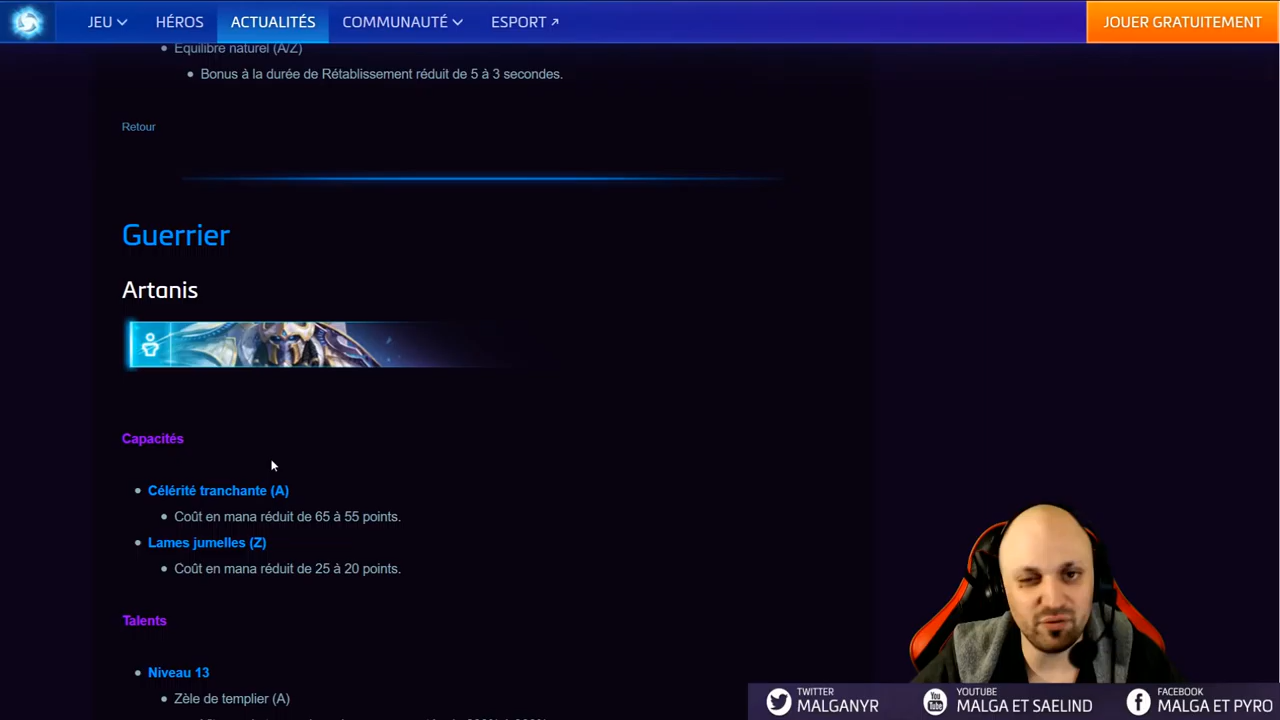 JEU HÉROS ACTUALITÉS COMMUNAUTÉ ESPORT JOUER GRATUITEMENT
Equilibre naturel (A/Z)
Bonus à la durée de Rétablissement réduit de 5 à 3 secondes.
Retour
Guerrier
Artanis
Capacités
Célérité tranchante (A)
Coût en mana réduit de 65 à 55 points.
Lames jumelles (Z)
Coût en mana réduit de 25 à 20 points.
Talents
Niveau 13
Zèle de templier (A)
TWITTER
MALGANYR
You Tube
YOUTUBE
MALGA ET SAELIND
FACEBOOK
MALGA ET PYRO